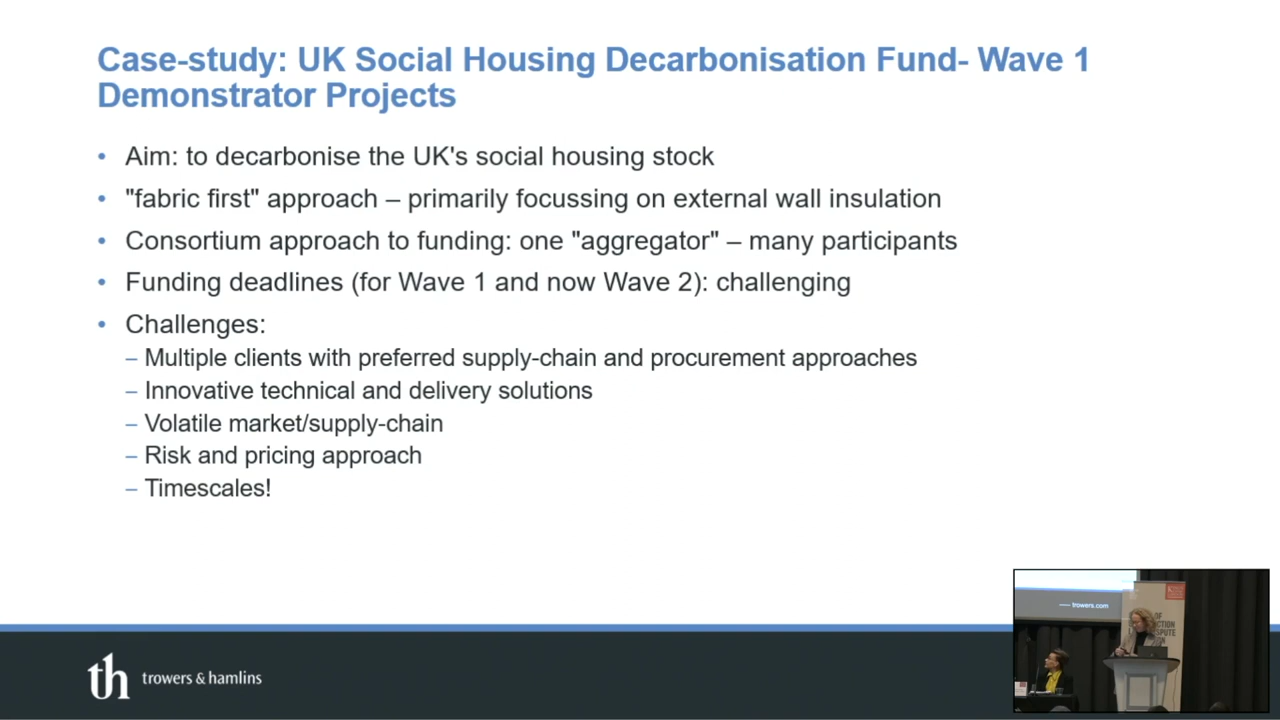 Case-study: UK Social Housing Decarbonisation Fund- Wave 1
Demonstrator Projects
• Aim: to decarbonise the UK's social housing stock
• "fabric first" approach – primarily focussing on external wall insulation
• Consortium approach to funding: one "aggregator" – many participants
• Funding deadlines (for Wave 1 and now Wave 2): challenging
• Challenges:
– Multiple clients with preferred supply-chain and procurement approaches
– Innovative technical and delivery solutions
– Volatile market/supply-chain
– Risk and pricing approach
– Timescales!
th trowers & hamlins
— trowers.com